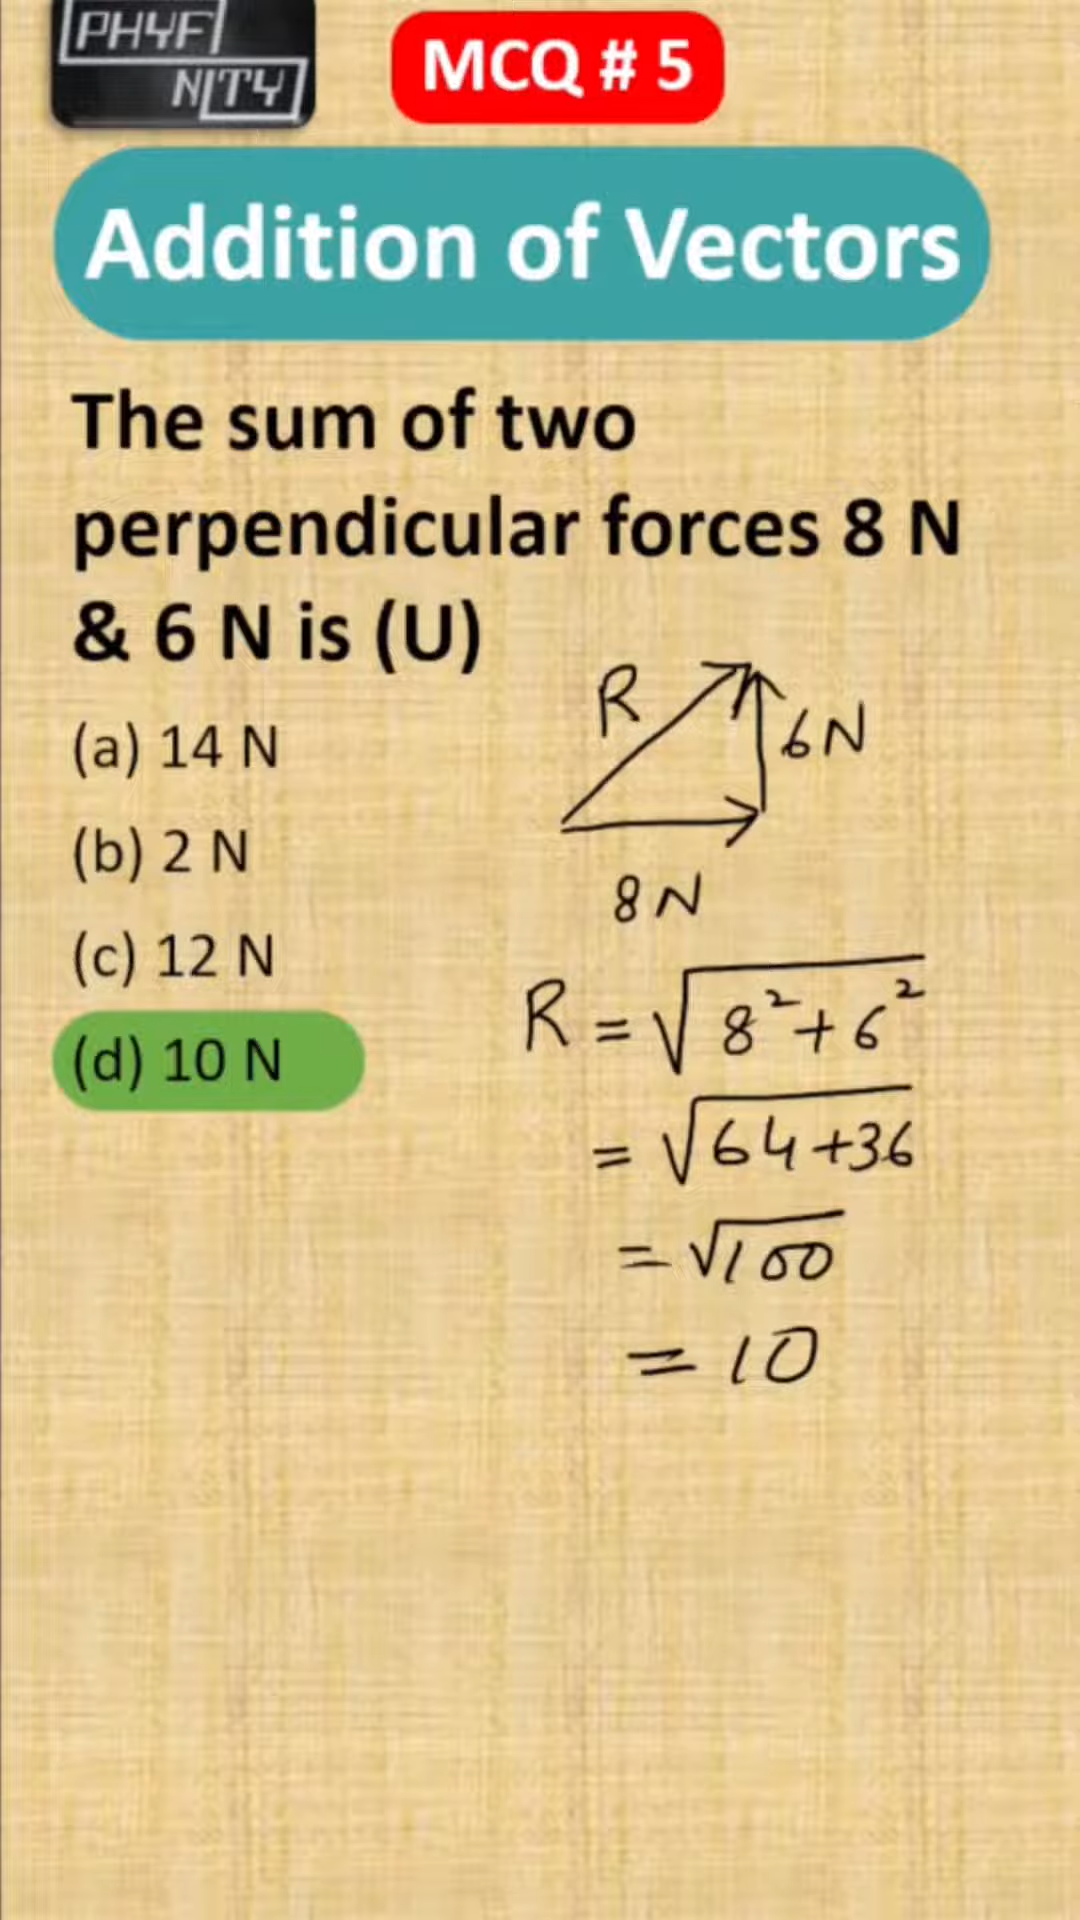 PHYFI
NITY
MCQ # 5
Addition of Vectors
The sum of two
perpendicular forces 8 N
& 6 N is (U)
(a) 14 N
(b) 2 N
(c) 12 N
(d) 10 N
R
6N
8N
R = √8²+6²
= √64+36
= √100
= 10